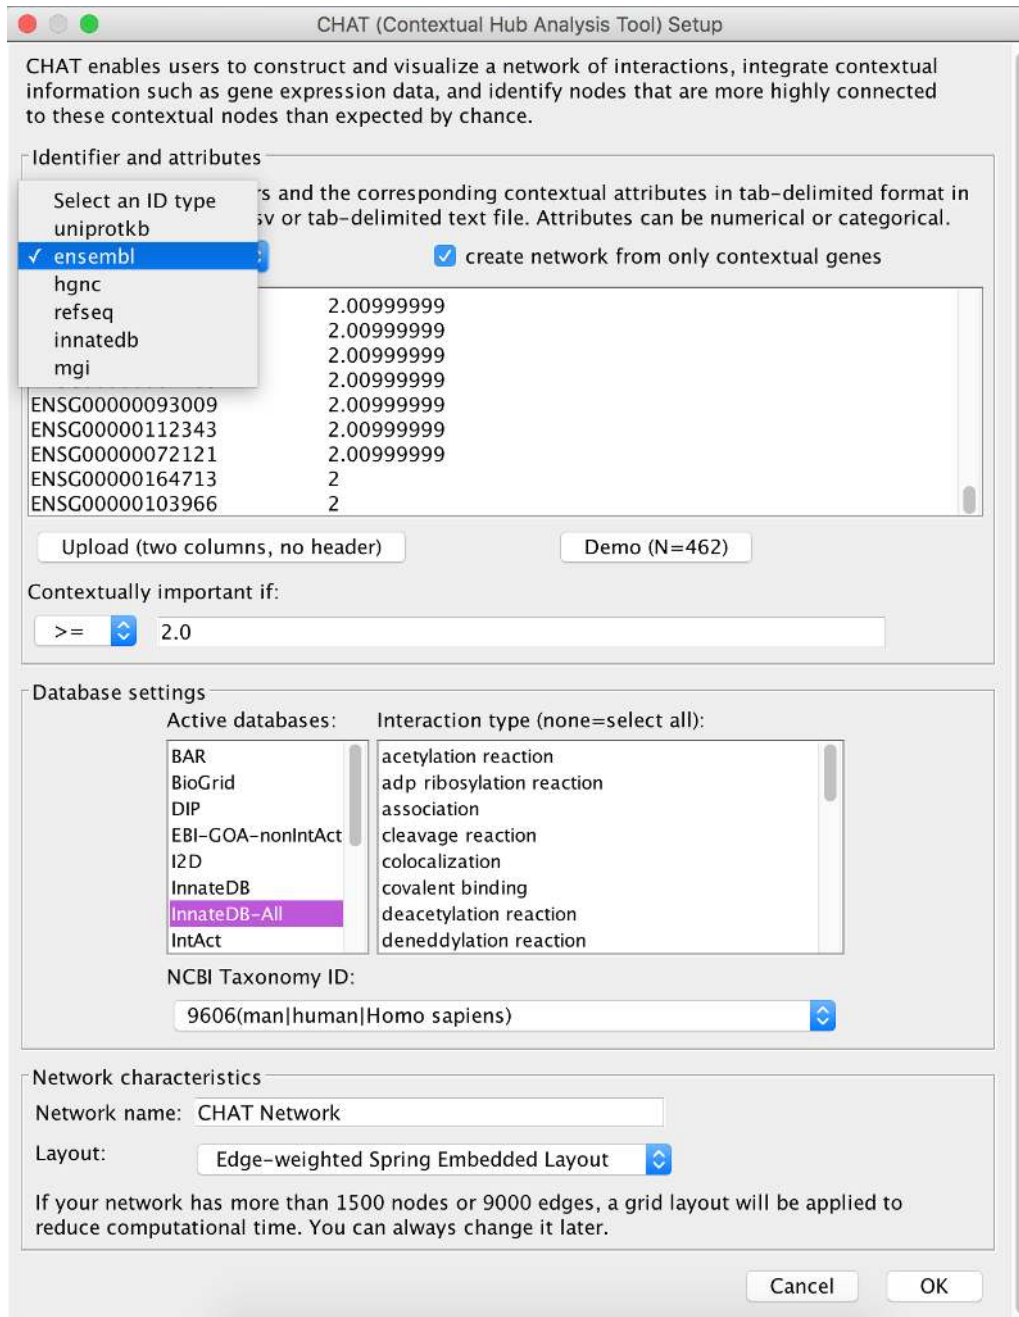 CHAT (Contextual Hub Analysis Tool) Setup
CHAT enables users to construct and visualize a network of interactions, integrate contextual
information such as gene expression data, and identify nodes that are more highly connected
to these contextual nodes than expected by chance.
Identifier and attributes
and the corresponding contextual attributes in tab-delimited format in
or tab-delimited text file. Attributes can be numerical or categorical.
Select an ID type
uniprotkb
✓ ensembl
hgnc
refseq
innatedb
mgi
create network from only contextual genes
2.00999999
2.00999999
2.00999999
2.00999999
ENSG00000093009 2.00999999
ENSG00000112343 2.00999999
ENSG00000072121 2.00999999
ENSG00000164713 2
ENSG00000103966 2
Upload (two columns, no header) Demo (N=462)
Contextually important if:
>= 2.0
Database settings
Active databases: Interaction type (none=select all):
BAR acetylation reaction
BioGrid adp ribosylation reaction
DIP association
EBI-GOA-nonIntAct cleavage reaction
I2D colocalization
InnateDB covalent binding
InnateDB-All deacetylation reaction
IntAct deneddylation reaction
NCBI Taxonomy ID:
9606(man|human|Homo sapiens)
Network characteristics
Network name: CHAT Network
Layout: Edge-weighted Spring Embedded Layout
If your network has more than 1500 nodes or 9000 edges, a grid layout will be applied to
reduce computational time. You can always change it later.
Cancel OK